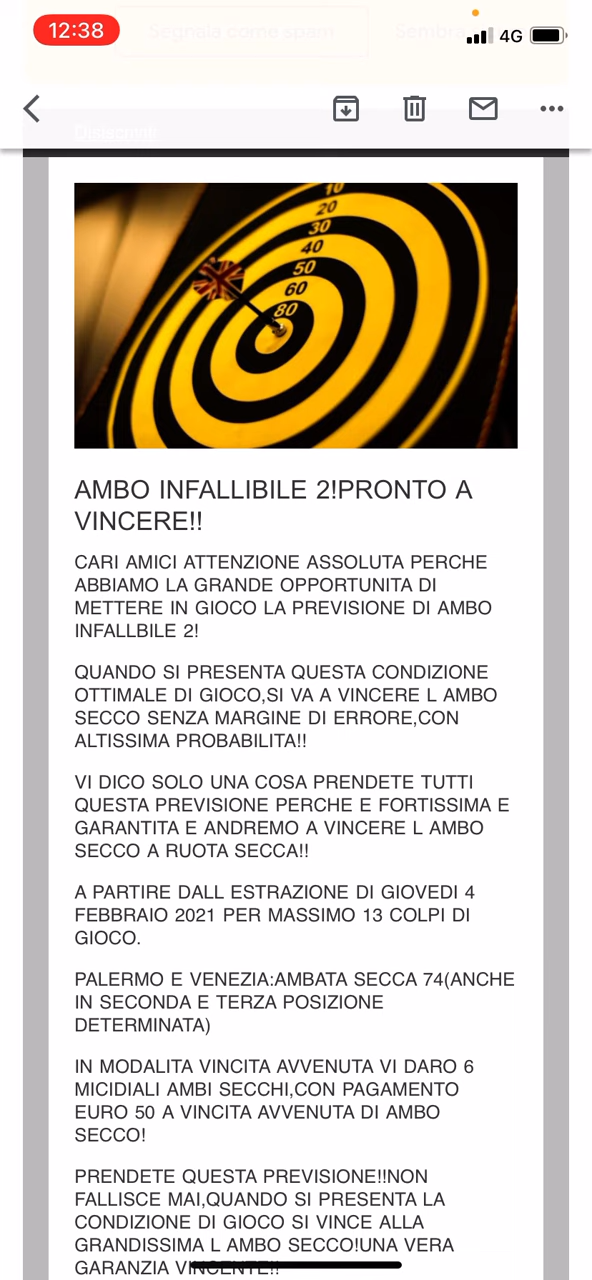 12:38
Segnale come spam
4G
Disiscriviti
10
20
30
40
50
60
80
AMBO INFALLIBILE 2!PRONTO A
VINCERE!!
CARI AMICI ATTENZIONE ASSOLUTA PERCHE
ABBIAMO LA GRANDE OPPORTUNITA DI
METTERE IN GIOCO LA PREVISIONE DI AMBO
INFALLBILE 2!
QUANDO SI PRESENTA QUESTA CONDIZIONE
OTTIMALE DI GIOCO,SI VA A VINCERE L AMBO
SECCO SENZA MARGINE DI ERRORE,CON
ALTISSIMA PROBABILITA!!
VI DICO SOLO UNA COSA PRENDETE TUTTI
QUESTA PREVISIONE PERCHE E FORTISSIMA E
GARANTITA E ANDREMO A VINCERE L AMBO
SECCO A RUOTA SECCA!!
A PARTIRE DALL ESTRAZIONE DI GIOVEDI 4
FEBBRAIO 2021 PER MASSIMO 13 COLPI DI
GIOCO.
PALERMO E VENEZIA:AMBATA SECCA 74(ANCHE
IN SECONDA E TERZA POSIZIONE
DETERMINATA)
IN MODALITA VINCITA AVVENUTA VI DARO 6
MICIDIALI AMBI SECCHI,CON PAGAMENTO
EURO 50 A VINCITA AVVENUTA DI AMBO
SECCO!
PRENDETE QUESTA PREVISIONE!!NON
FALLISCE MAI,QUANDO SI PRESENTA LA
CONDIZIONE DI GIOCO SI VINCE ALLA
GRANDISSIMA L AMBO SECCO!UNA VERA
GARANZIA VINCENTE!!